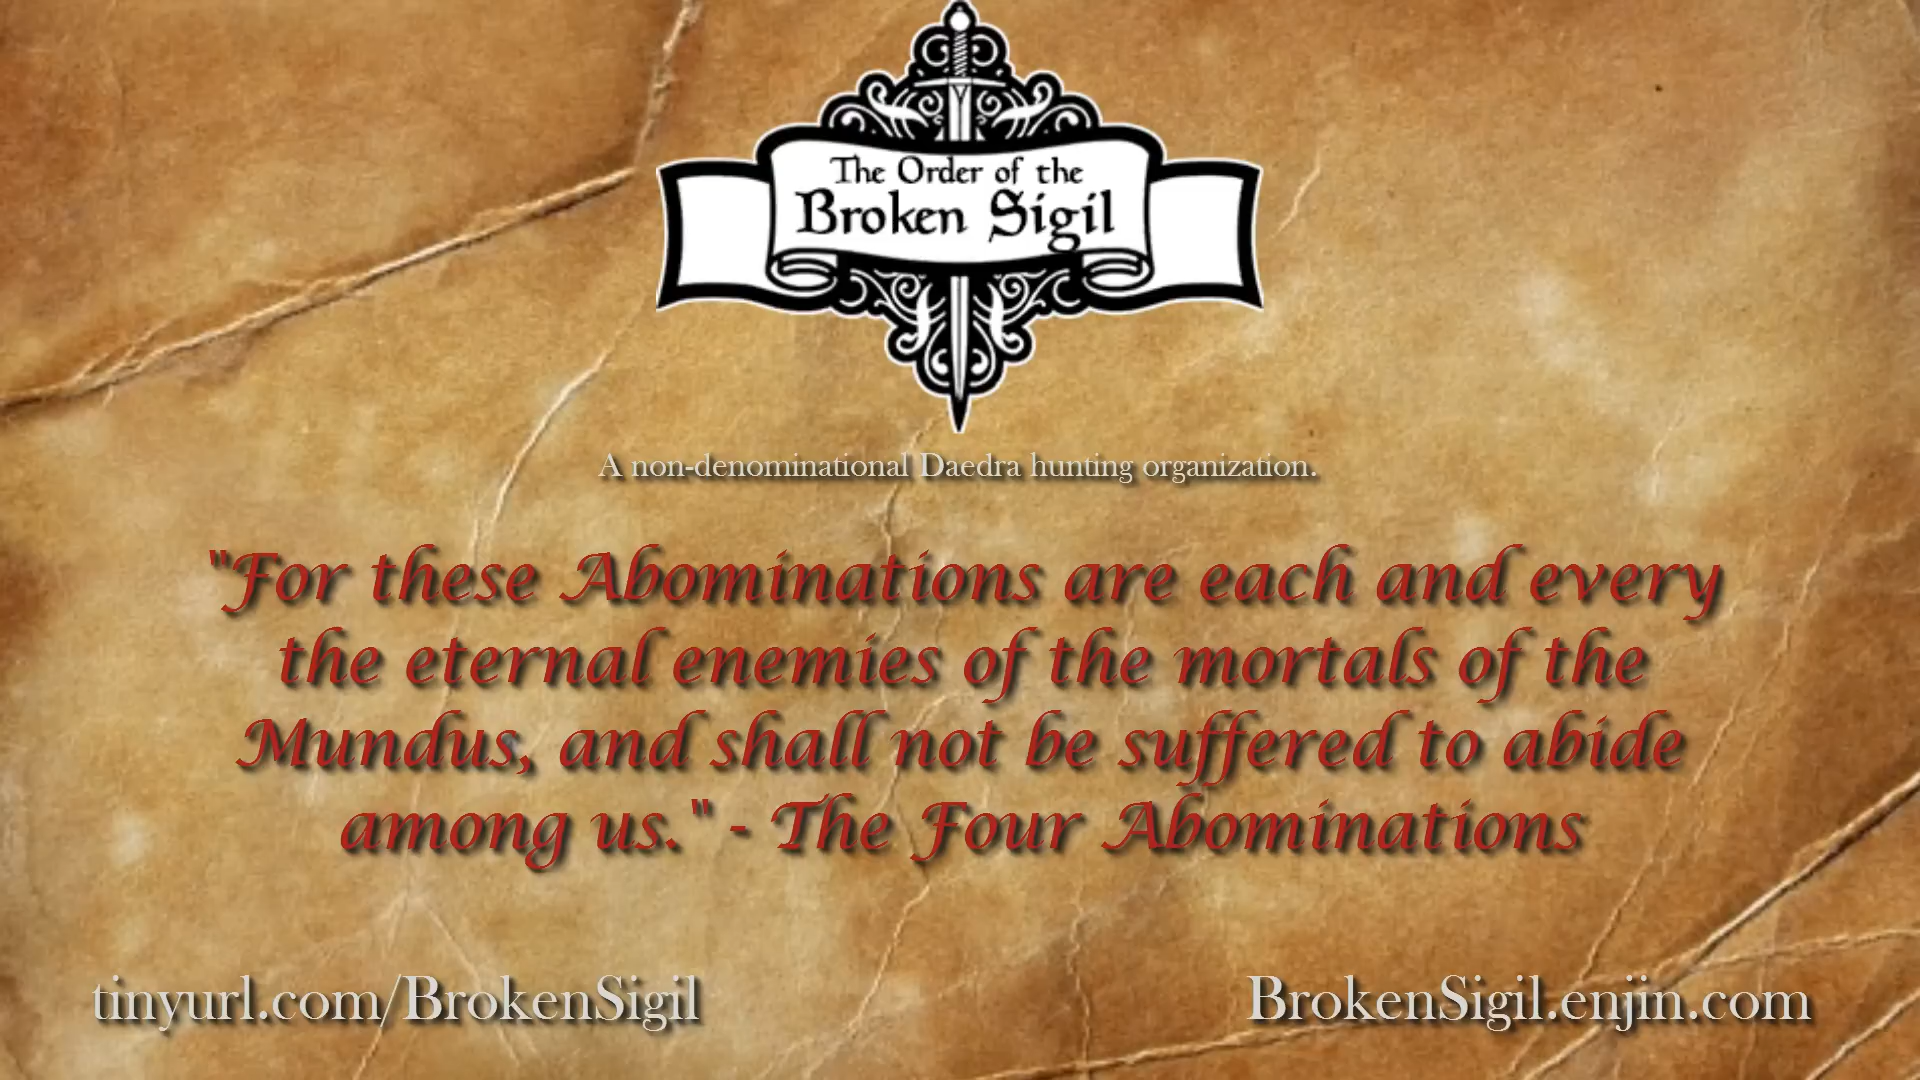 The Order of the
Broken Sigil
A non-denominational Daedra hunting organization.
"For these Abominations are each and every
the eternal enemies of the mortals of the
Mundus, and shall not be suffered to abide
among us." - The Four Abominations
tinyurl.com/BrokenSigil
BrokenSigil.enjin.com